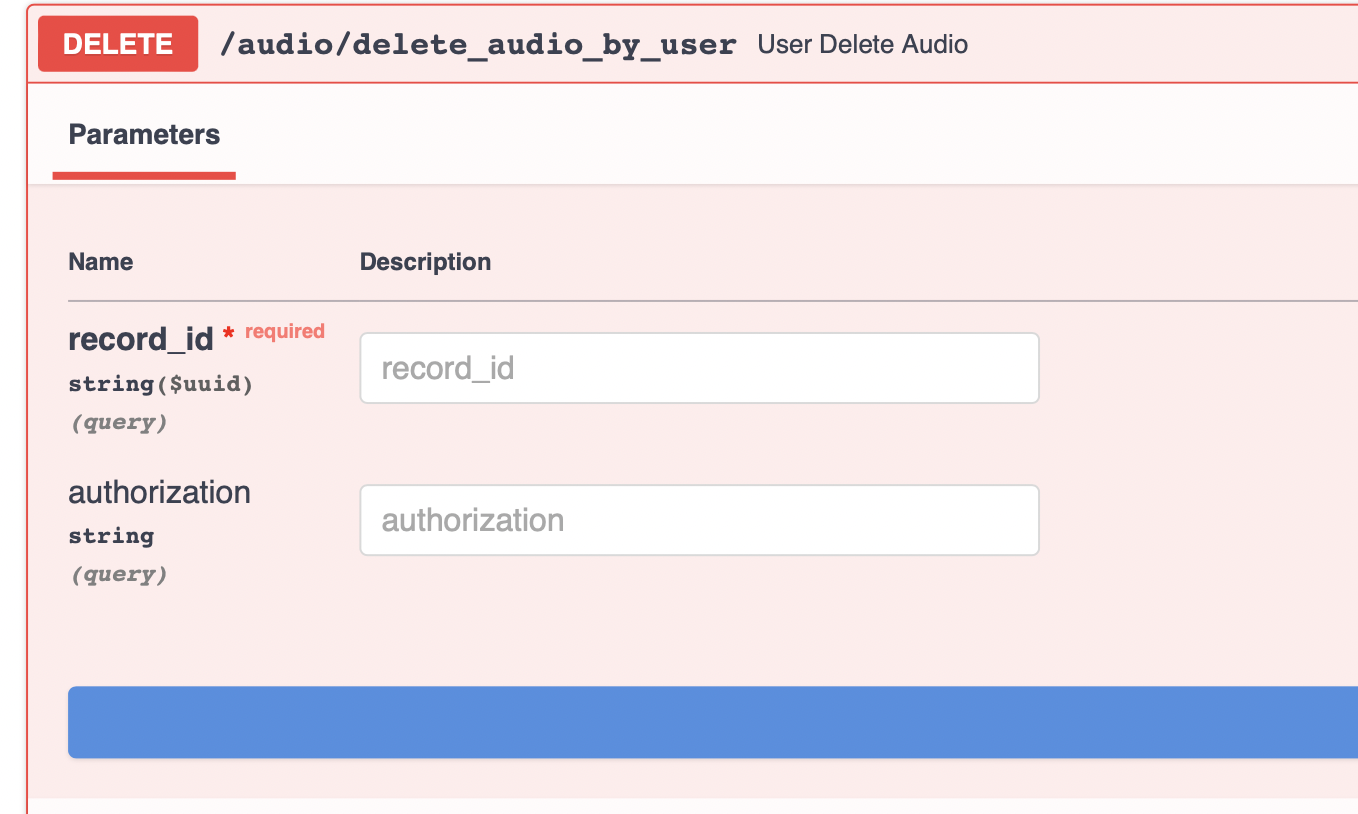 DELETE /audio/delete_audio_by_user User Delete Audio
Parameters
Name Description
record_id * required record_id
string($uuid)
(query)
authorization authorization
string
(query)